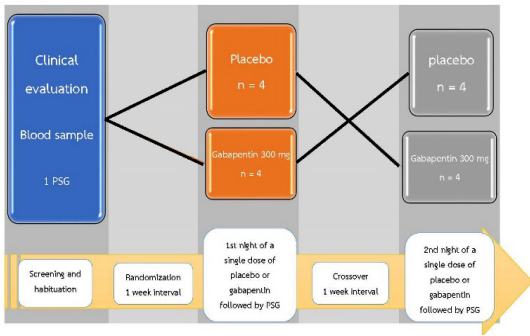 Clinical
evaluation
Blood sample
1 PSG
Placebo
n = 4
Gabapentin 300 mg
n = 4
placebo
n = 4
Gabapentin 300 mg
n = 4
Screening and
habituation
Randomization
1 week interval
1st night of a
single dose of
placebo or
gabapentin
followed by PSG
Crossover
1 week interval
2nd night of a
single dose of
placebo or
gabapentin
followed by PSG